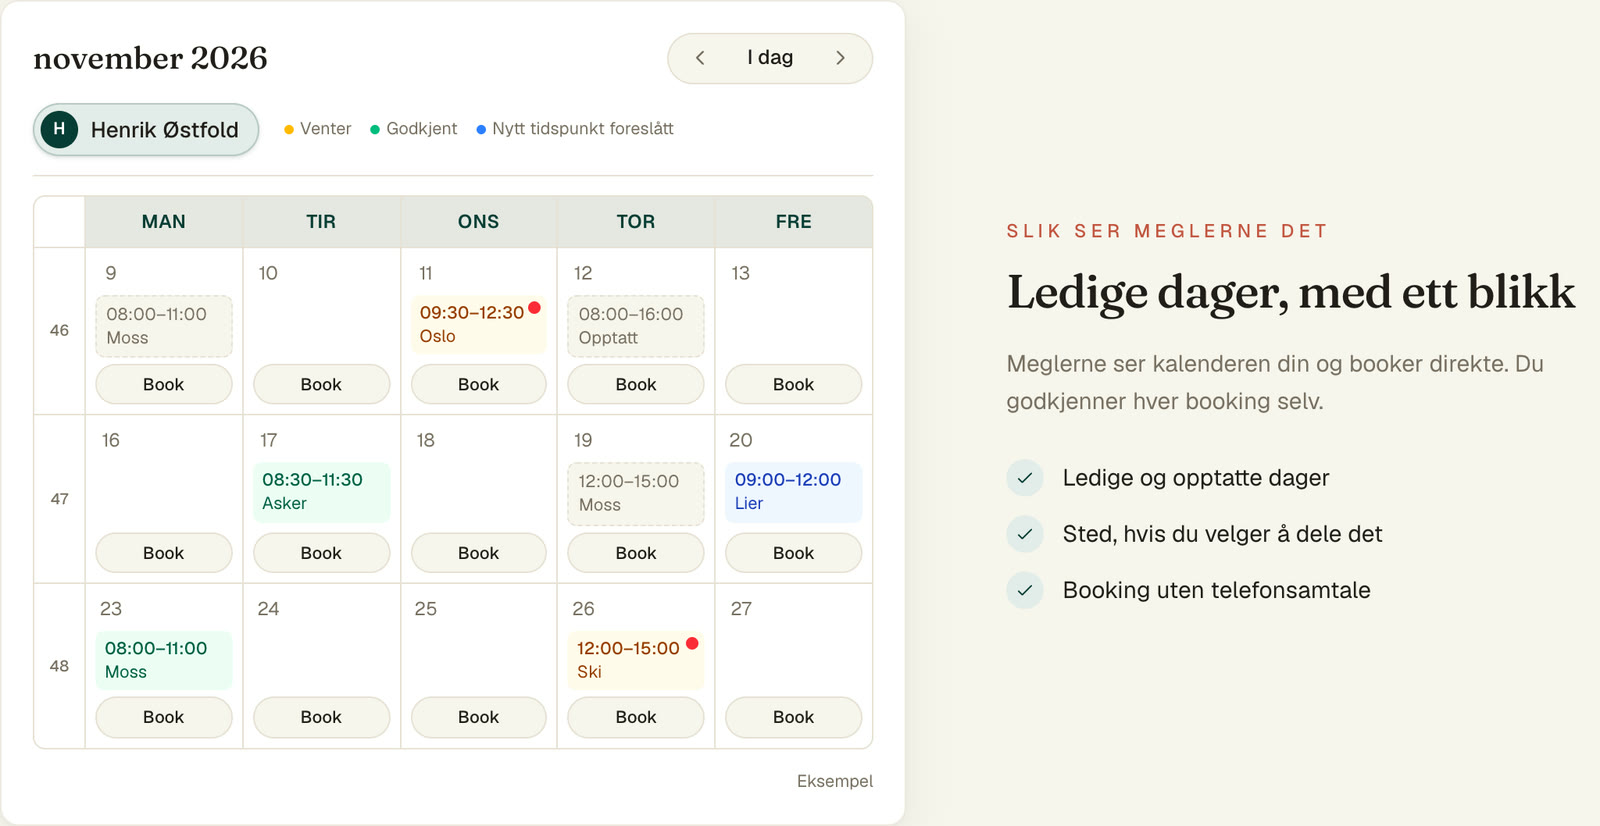 november 2026
I dag
H
Henrik Østfold
Venter
Godkjent
Nytt tidspunkt foreslått
MAN TIR ONS TOR FRE
46
9
08:00–11:00
Moss
Book
10
Book
11
09:30–12:30
Oslo
Book
12
08:00–16:00
Opptatt
Book
13
Book
47
16
Book
17
08:30–11:30
Asker
Book
18
Book
19
12:00–15:00
Moss
Book
20
09:00–12:00
Lier
Book
48
23
08:00–11:00
Moss
Book
24
Book
25
Book
26
12:00–15:00
Ski
Book
27
Book
Eksempel
SLIK SER MEGLERNE DET
Ledige dager, med ett blikk
Meglerne ser kalenderen din og booker direkte. Du
godkjenner hver booking selv.
Ledige og opptatte dager
Sted, hvis du velger å dele det
Booking uten telefonsamtale